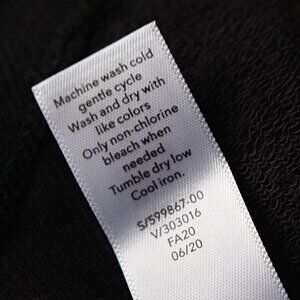 Machine wash cold
gentle cycle
Wash and dry with
like colors
Only non-chlorine
bleach when
needed
Tumble dry low
Cool iron.
S/599867-00
V/303016
FA20
06/20